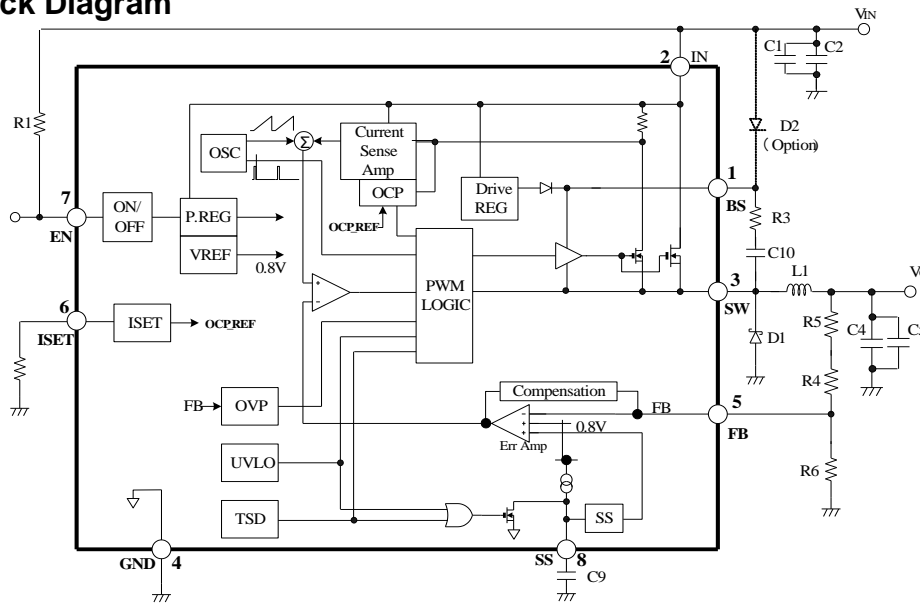 ck Diagram
VIN
C1
C2
2
IN
R1
D2
(Option)
OSC
Σ
Current
Sense
Amp
OCP
OCP_REF
Drive
REG
1
BS
R3
C10
7
EN
ON/
OFF
P.REG
VREF
0.8V
PWM
LOGIC
3
SW
L1
D1
R5
C4
R4
6
ISET
ISET
OCP_REF
Compensation
FB
OVP
FB
5
FB
Err Amp
0.8V
R6
UVLO
TSD
SS
GND
4
SS
8
C9